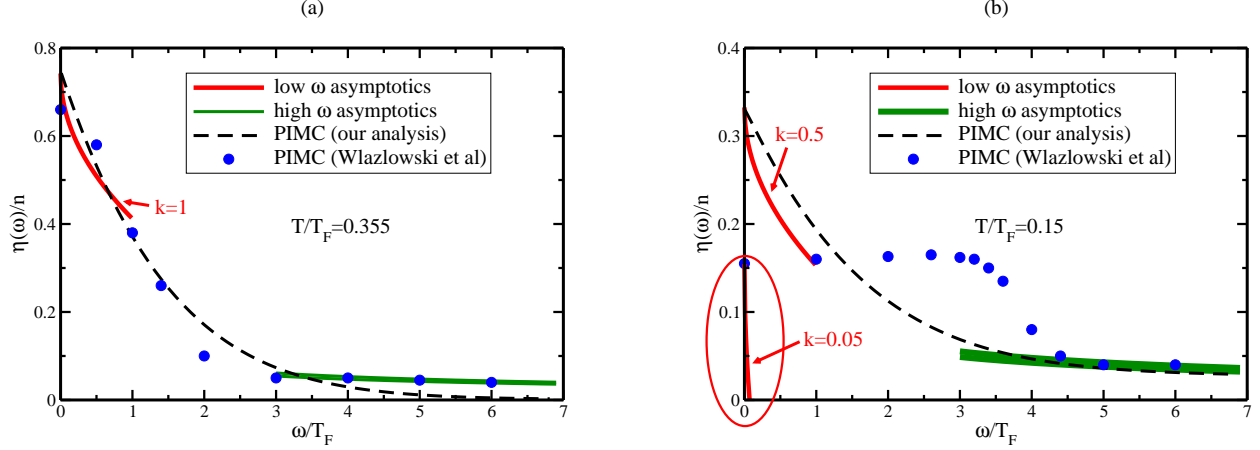 (a)
0.8
0.6
0.4
0.2
0
η(ω)/n
low ω asymptotics
high ω asymptotics
PIMC (our analysis)
PIMC (Wlazlowski et al)
k=1
T/T_F=0.355
0 1 2 3 4 5 6 7
ω/T_F
(b)
0.4
0.3
0.2
0.1
0
η(ω)/n
low ω asymptotics
high ω asymptotics
PIMC (our analysis)
PIMC (Wlazlowski et al)
k=0.5
T/T_F=0.15
k=0.05
0 1 2 3 4 5 6 7
ω/T_F